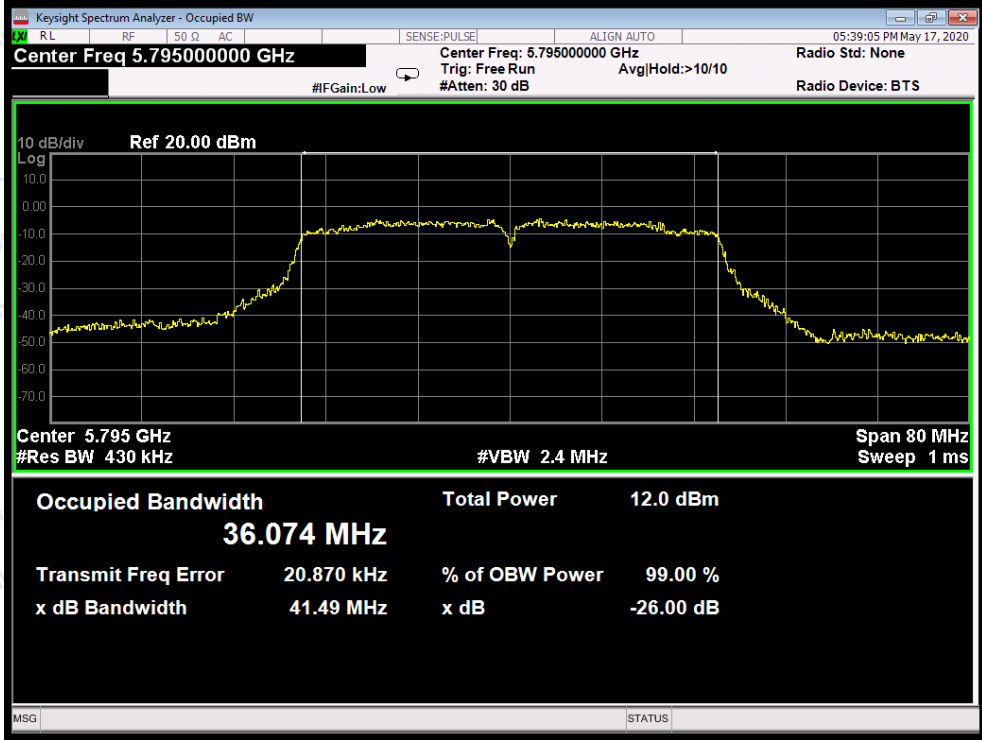 Keysight Spectrum Analyzer - Occupied BW
LXI RL RF 50 Ω AC SENSE:PULSE ALIGN AUTO 05:39:05 PM May 17, 2020
Center Freq 5.795000000 GHz
Center Freq: 5.795000000 GHz Radio Std: None
Trig: Free Run Avg|Hold:>10/10
#IFGain:Low #Atten: 30 dB Radio Device: BTS
10 dB/div Ref 20.00 dBm
Log
10.0
0.00
-10.0
-20.0
-30.0
-40.0
-50.0
-60.0
-70.0
Center 5.795 GHz Span 80 MHz
#Res BW 430 kHz #VBW 2.4 MHz Sweep 1 ms
Occupied Bandwidth Total Power 12.0 dBm
36.074 MHz
Transmit Freq Error 20.870 kHz % of OBW Power 99.00 %
x dB Bandwidth 41.49 MHz x dB -26.00 dB
MSG STATUS